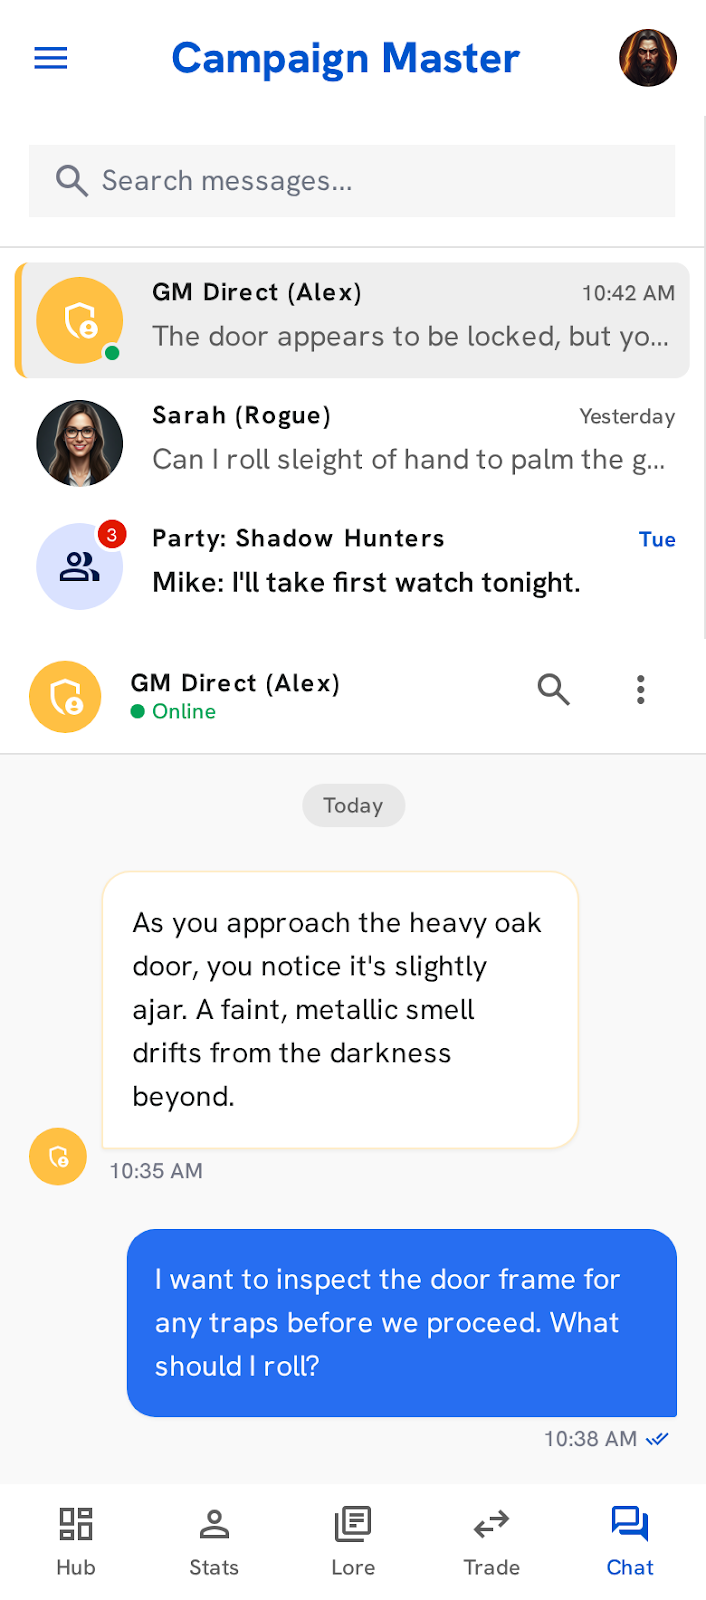 Campaign Master
Search messages...
GM Direct (Alex)
10:42 AM
The door appears to be locked, but yo...
Sarah (Rogue)
Yesterday
Can I roll sleight of hand to palm the g...
3
Party: Shadow Hunters
Tue
Mike: I'll take first watch tonight.
GM Direct (Alex)
Online
Today
As you approach the heavy oak
door, you notice it's slightly
ajar. A faint, metallic smell
drifts from the darkness
beyond.
10:35 AM
I want to inspect the door frame for
any traps before we proceed. What
should I roll?
10:38 AM
Hub
Stats
Lore
Trade
Chat